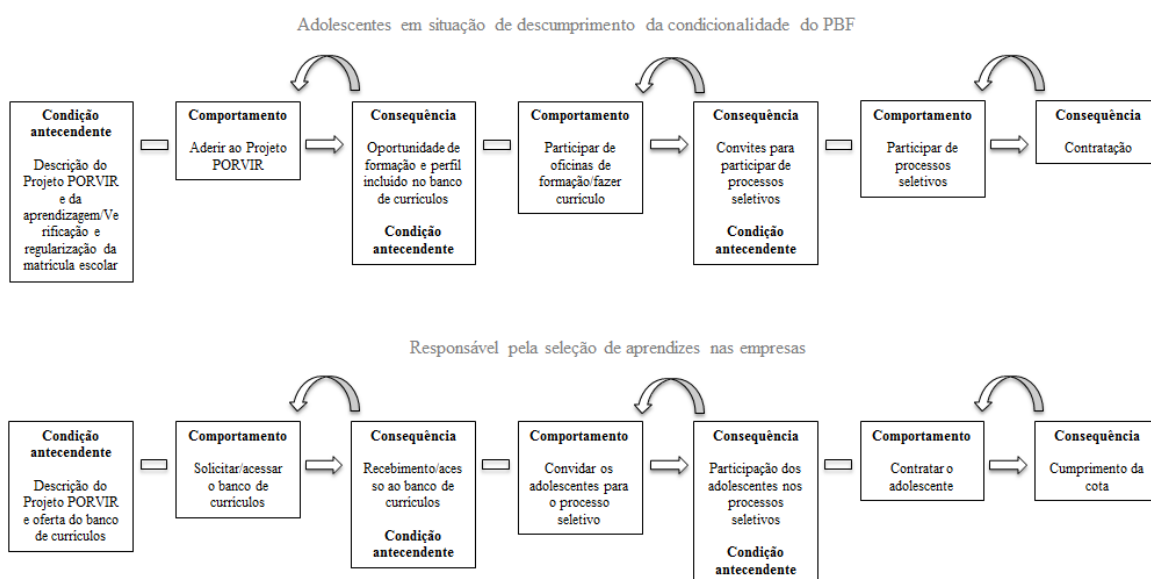 Adolescentes em situação de descumprimento da condicionalidade do PBF
Condição
antecendente
Descrição do
Projeto PORVIR
e da
aprendizagem/Ve
rificação e
regularização da
matrícula escolar
Comportamento
Aderir ao Projeto
PORVIR
Consequência
Oportunidade de
formação e perfil
incluído no banco
de currículos
Condição
antecendente
Comportamento
Participar de
oficinas de
formação/fazer
currículo
Consequência
Convites para
participar de
processos
seletivos
Condição
antecendente
Comportamento
Participar de
processos
seletivos
Consequência
Contratação
Responsável pela seleção de aprendizes nas empresas
Condição
antecendente
Descrição do
Projeto PORVIR
e oferta do banco
de currículos
Comportamento
Solicitar/acessar
o banco de
currículos
Consequência
Recebimento/aces
so ao banco de
currículos
Condição
antecendente
Comportamento
Convidar os
adolescentes para
o processo
seletivo
Consequência
Participação dos
adolescentes nos
processos
seletivos
Condição
antecendente
Comportamento
Contratar o
adolescente
Consequência
Cumprimento da
cota